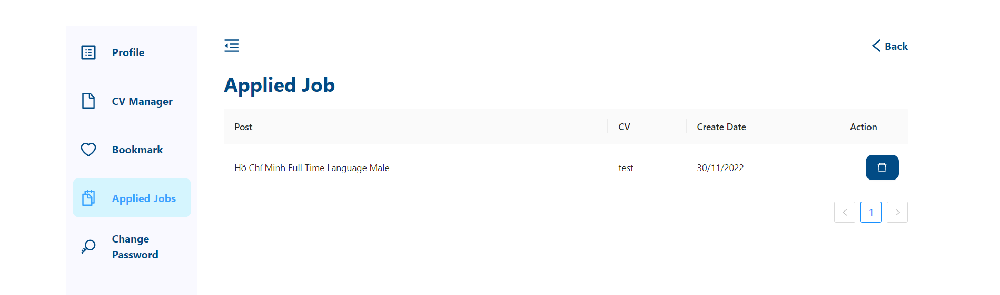 Profile
CV Manager
Bookmark
Applied Jobs
Change
Password
Back
Applied Job
Post CV Create Date Action
Hồ Chí Minh Full Time Language Male test 30/11/2022
1